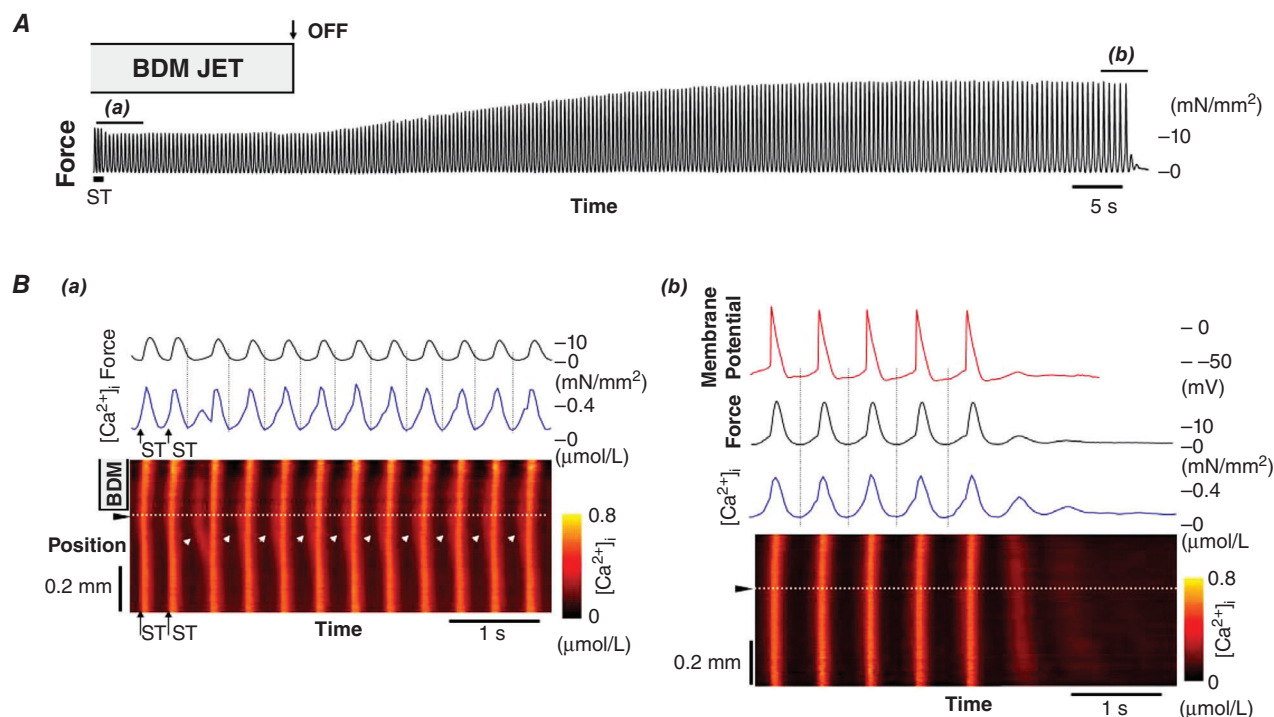 A
OFF
BDM JET
(a)
(b)
Force
(mN/mm²)
–10
–0
ST
Time
5 s
B
(a)
[Ca²⁺]ᵢ Force
–10
–0
(mN/mm²)
–0.4
–0
(μmol/L)
ST ST
BDM
Position
0.2 mm
0.8
[Ca²⁺]ᵢ
0
(μmol/L)
ST ST
Time
1 s
(b)
Membrane
Potential
– 0
– –50
(mV)
Force
–10
–0
(mN/mm²)
[Ca²⁺]ᵢ
–0.4
–0
(μmol/L
0.8
[Ca²⁺]ᵢ
0
(μmol/L)
0.2 mm
Time
1 s